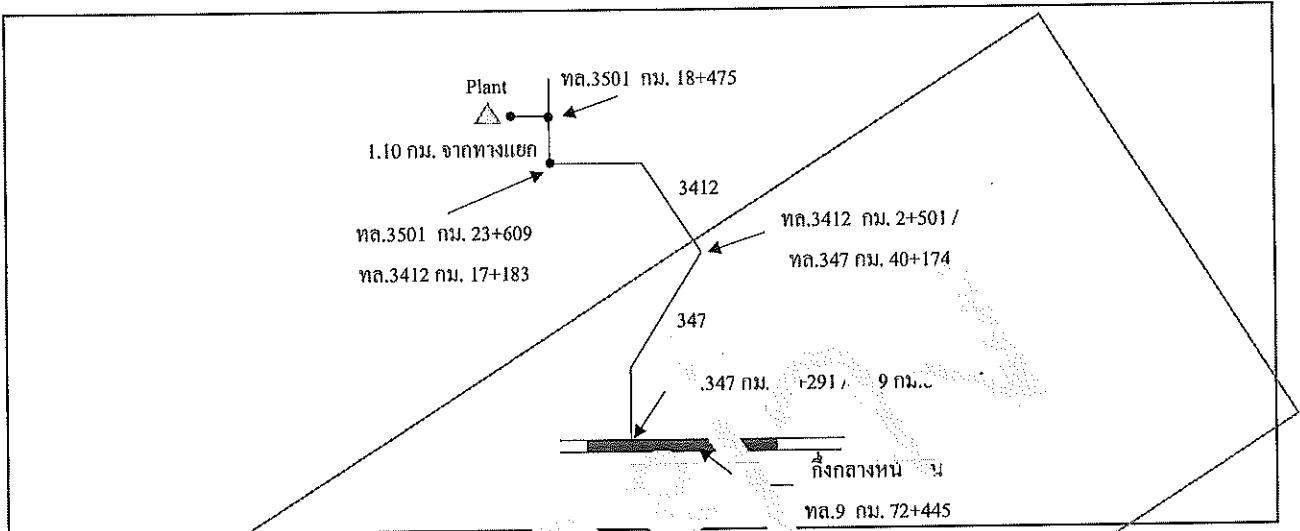 Plant
ทล.3501 กม. 18+475
1.10 กม. จากทางแยก
3412
ทล.3501 กม. 23+609
ทล.3412 กม. 17+183
ทล.3412 กม. 2+501 /
ทล.347 กม. 40+174
347
.347 กม. +291 / 9 กม.
กึ่งกลาง
ทล.9 กม. 72+445